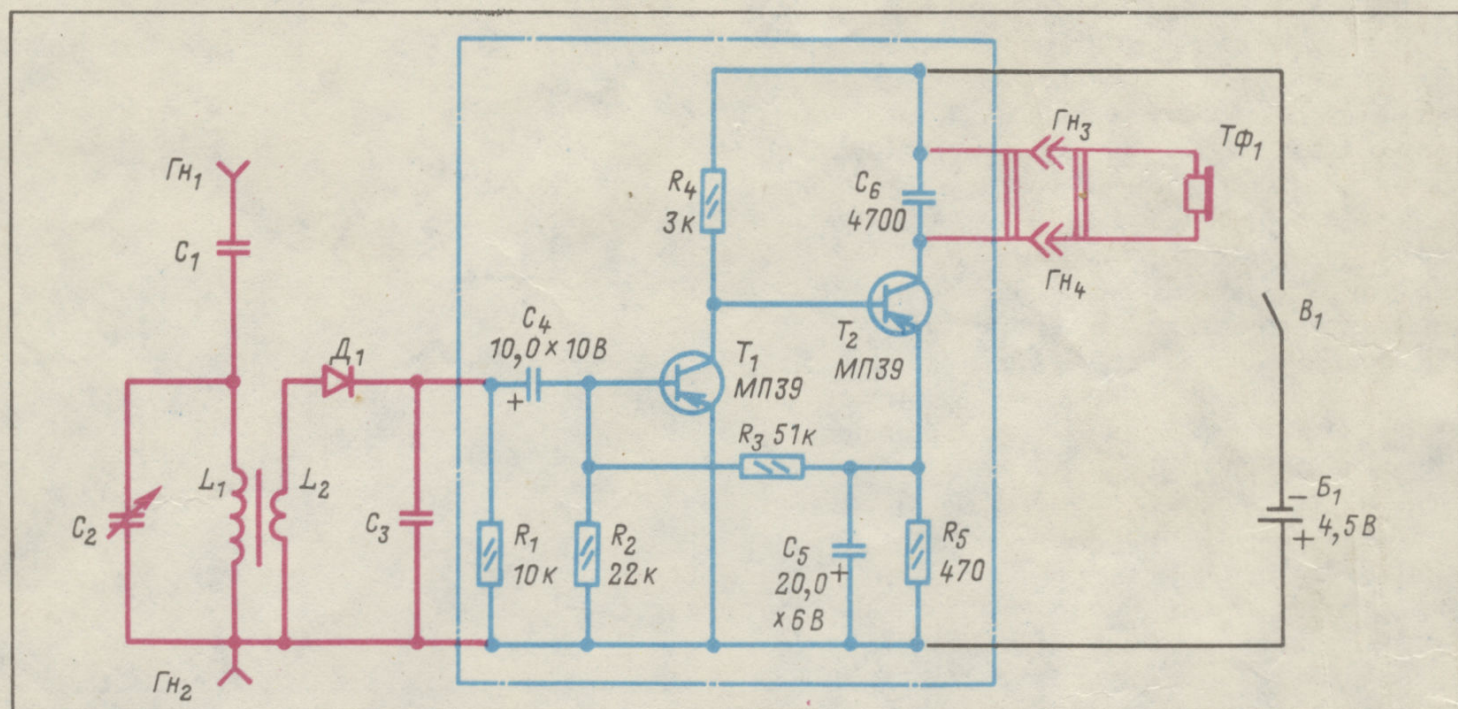 Гн1
C1
C2
L1
L2
Д1
C3
C4
10,0 × 10В
R1
10к
R2
22к
R4
3к
T1
МП39
R3 51к
C5
20,0 +
× 6В
R5
470
T2
МП39
C6
4700
Гн3
Гн4
ТФ1
В1
Б1
4,5В
Гн2